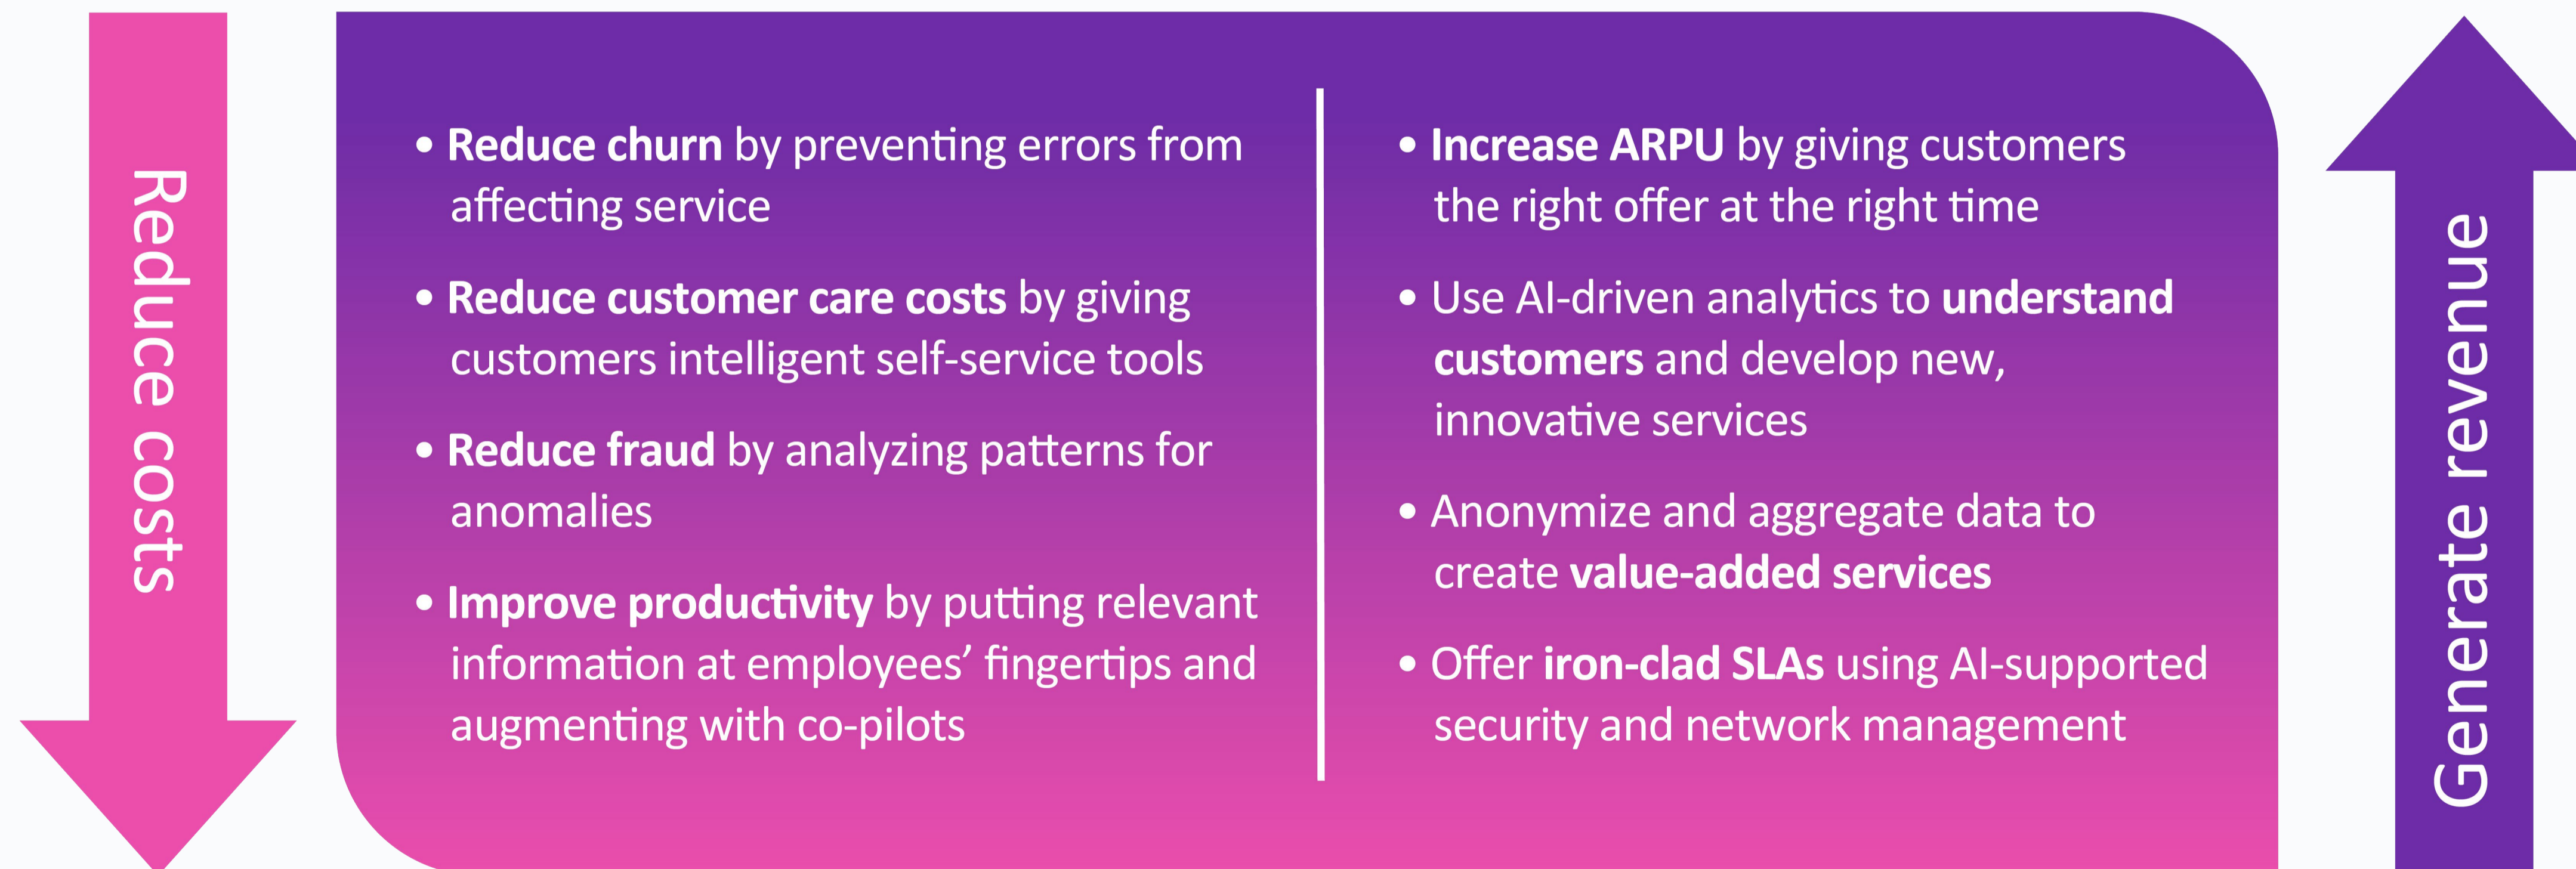 Reduce costs
• Reduce churn by preventing errors from
affecting service
• Reduce customer care costs by giving
customers intelligent self-service tools
• Reduce fraud by analyzing patterns for
anomalies
• Improve productivity by putting relevant
information at employees’ fingertips and
augmenting with co-pilots
• Increase ARPU by giving customers
the right offer at the right time
• Use AI-driven analytics to understand
customers and develop new,
innovative services
• Anonymize and aggregate data to
create value-added services
• Offer iron-clad SLAs using AI-supported
security and network management
Generate revenue